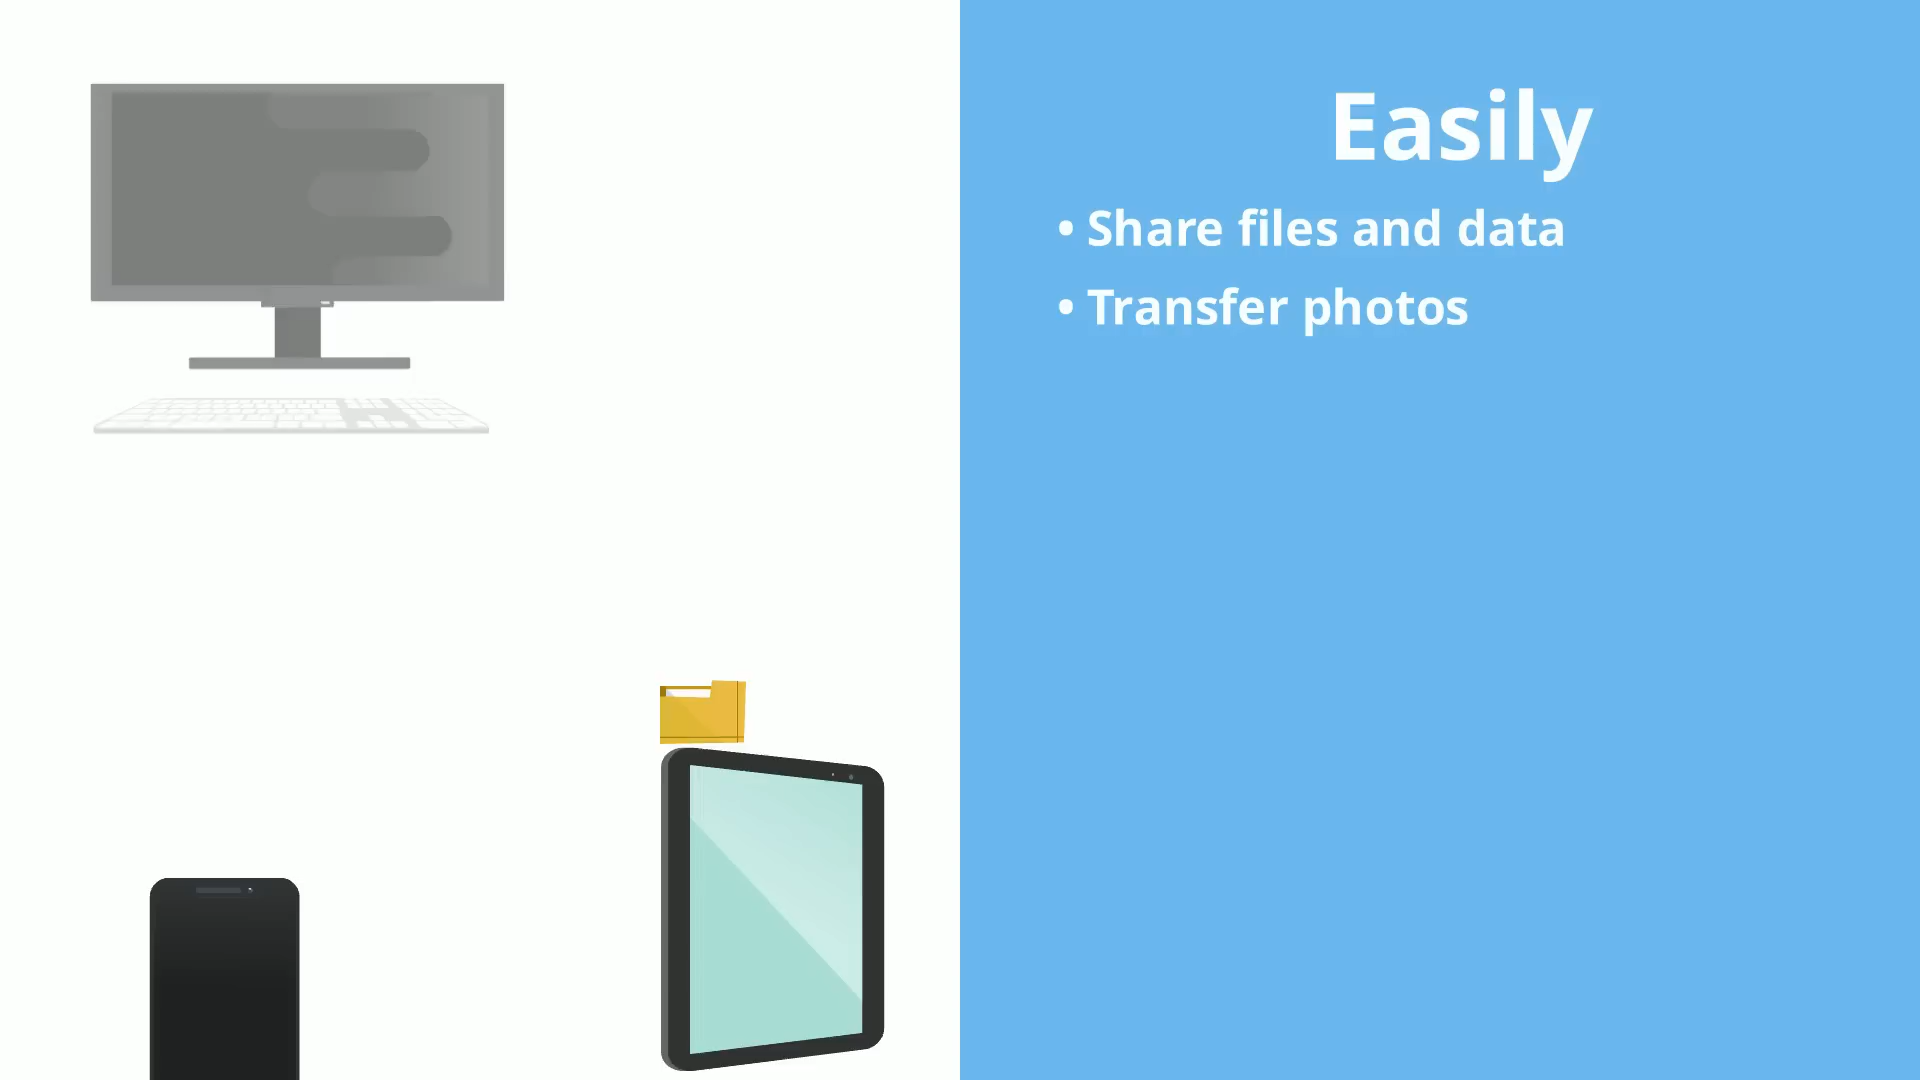 Easily
• Share files and data
• Transfer photos